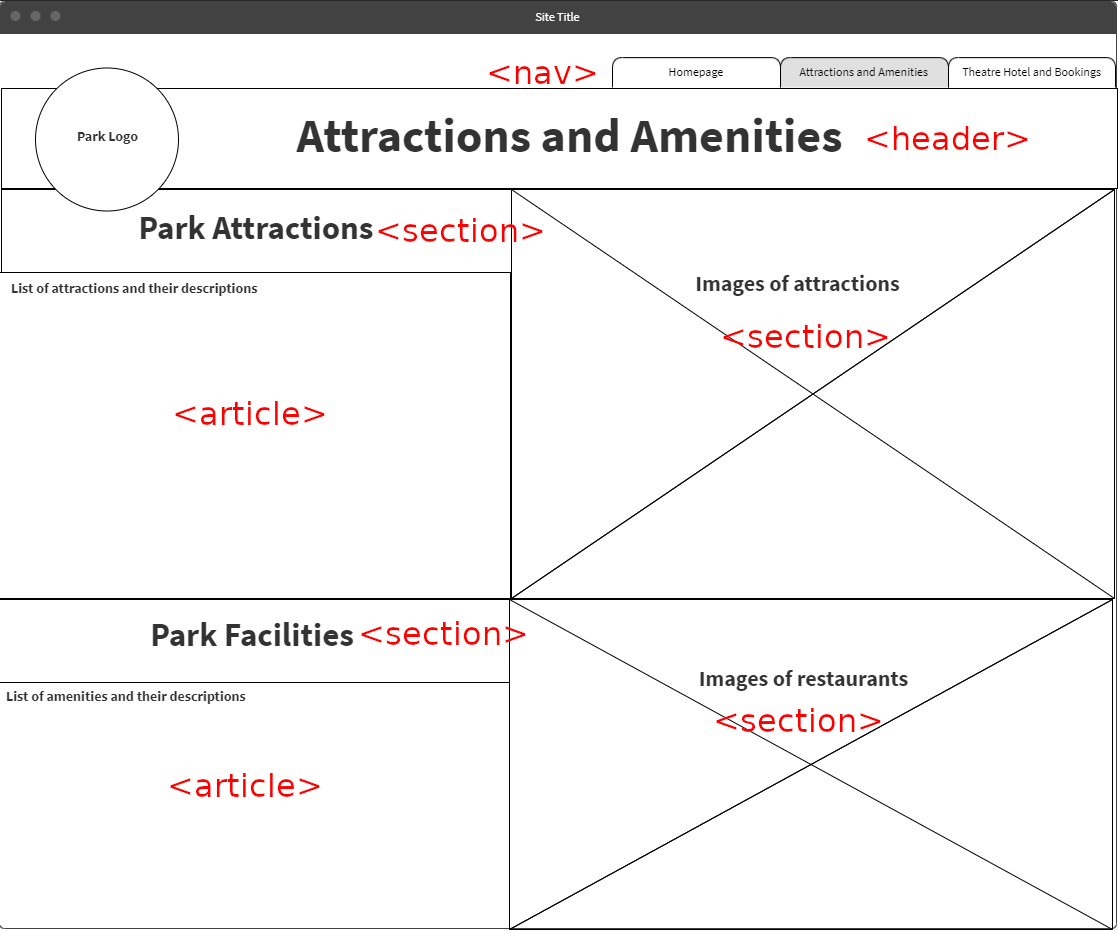 Site Title
<nav>
Homepage
Attractions and Amenities
Theatre Hotel and Bookings
Park Logo
Attractions and Amenities
<header>
Park Attractions
<section>
List of attractions and their descriptions
<article>
Images of attractions
<section>
Park Facilities
<section>
List of amenities and their descriptions
<article>
Images of restaurants
<section>